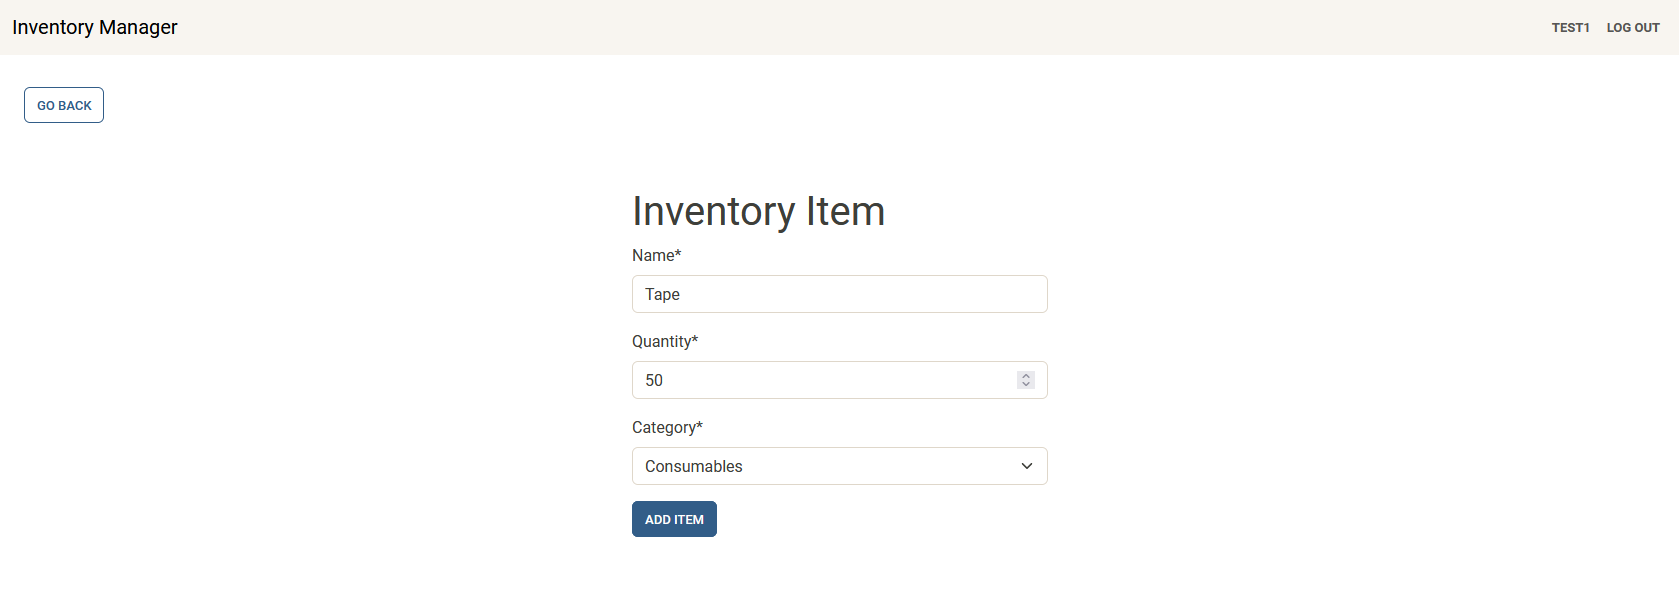 Inventory Manager TEST1 LOG OUT
GO BACK
Inventory Item
Name*
Tape
Quantity*
50
Category*
Consumables
ADD ITEM